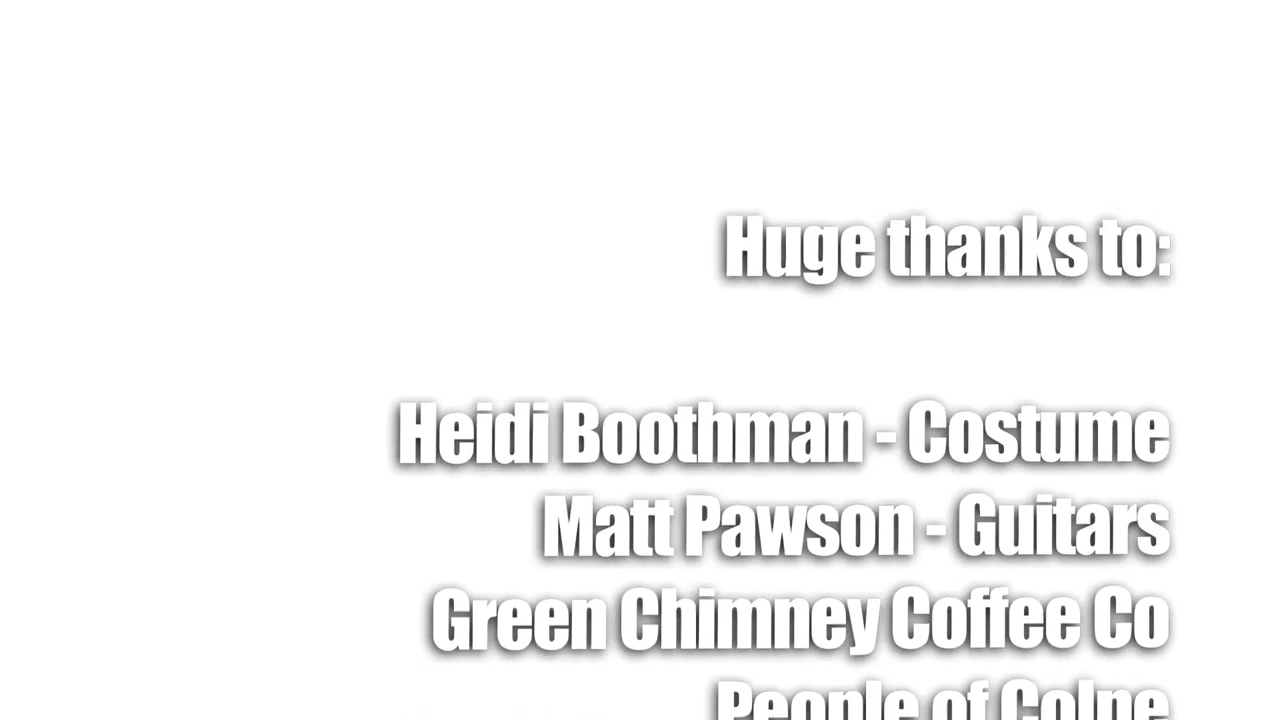 Huge thanks to:
Heidi Boothman - Costume
Matt Pawson - Guitars
Green Chimney Coffee Co
People of Colne